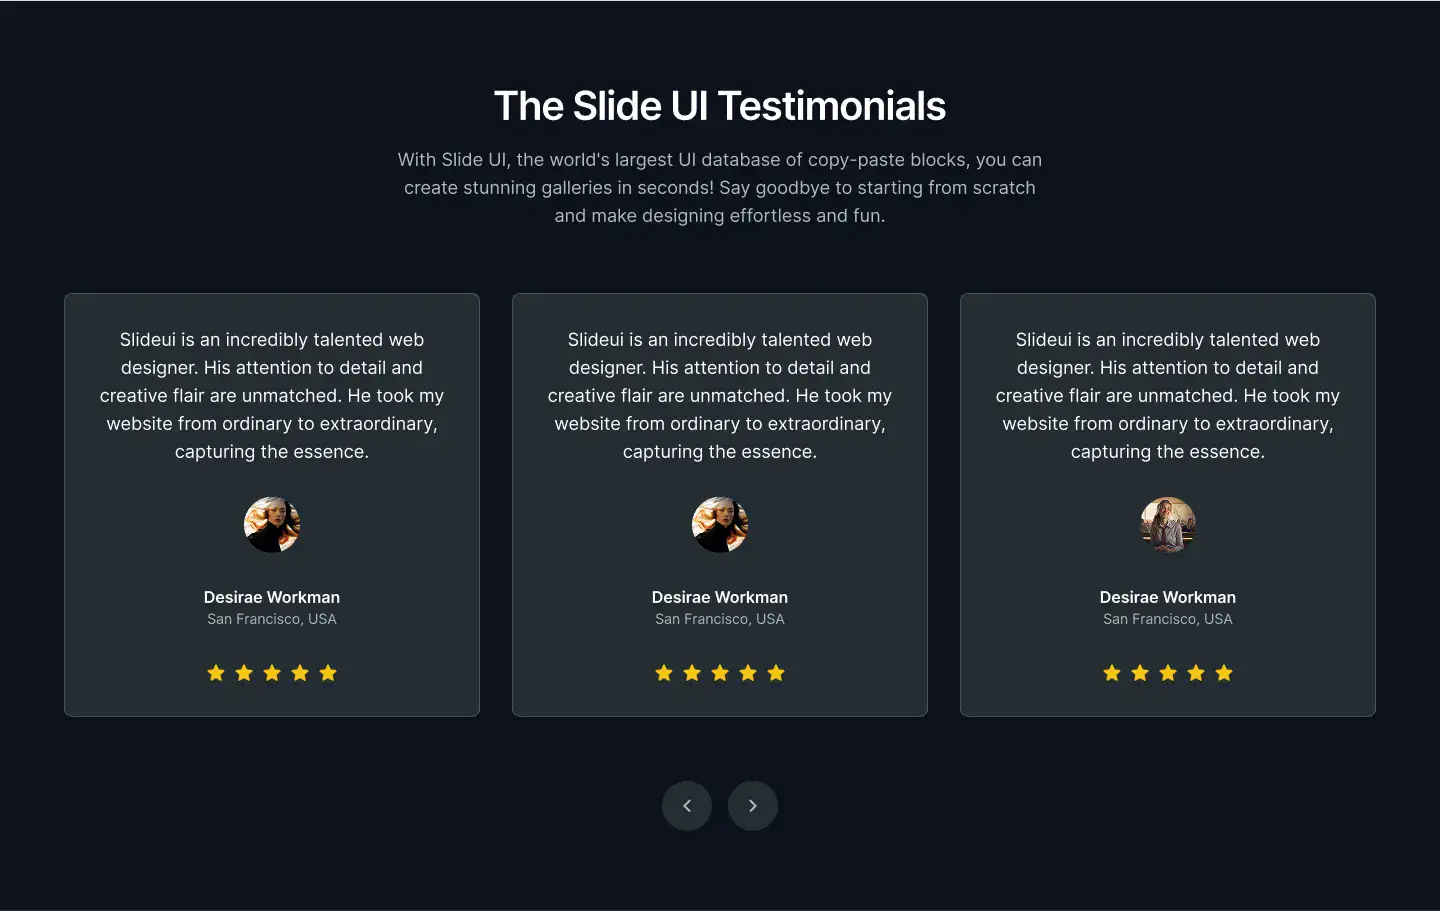 The Slide UI Testimonials
With Slide UI, the world's largest UI database of copy-paste blocks, you can
create stunning galleries in seconds! Say goodbye to starting from scratch
and make designing effortless and fun.
Slideui is an incredibly talented web
designer. His attention to detail and
creative flair are unmatched. He took my
website from ordinary to extraordinary,
capturing the essence.
Desirae Workman
San Francisco, USA
Slideui is an incredibly talented web
designer. His attention to detail and
creative flair are unmatched. He took my
website from ordinary to extraordinary,
capturing the essence.
Desirae Workman
San Francisco, USA
Slideui is an incredibly talented web
designer. His attention to detail and
creative flair are unmatched. He took my
website from ordinary to extraordinary,
capturing the essence.
Desirae Workman
San Francisco, USA